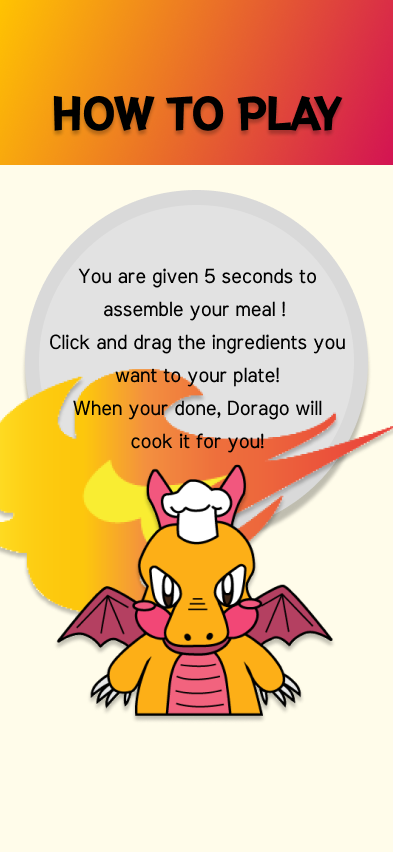 HOW TO PLAY
You are given 5 seconds to
assemble your meal !
Click and drag the ingredients you
want to your plate!
When your done, Dorago will
cook it for you!